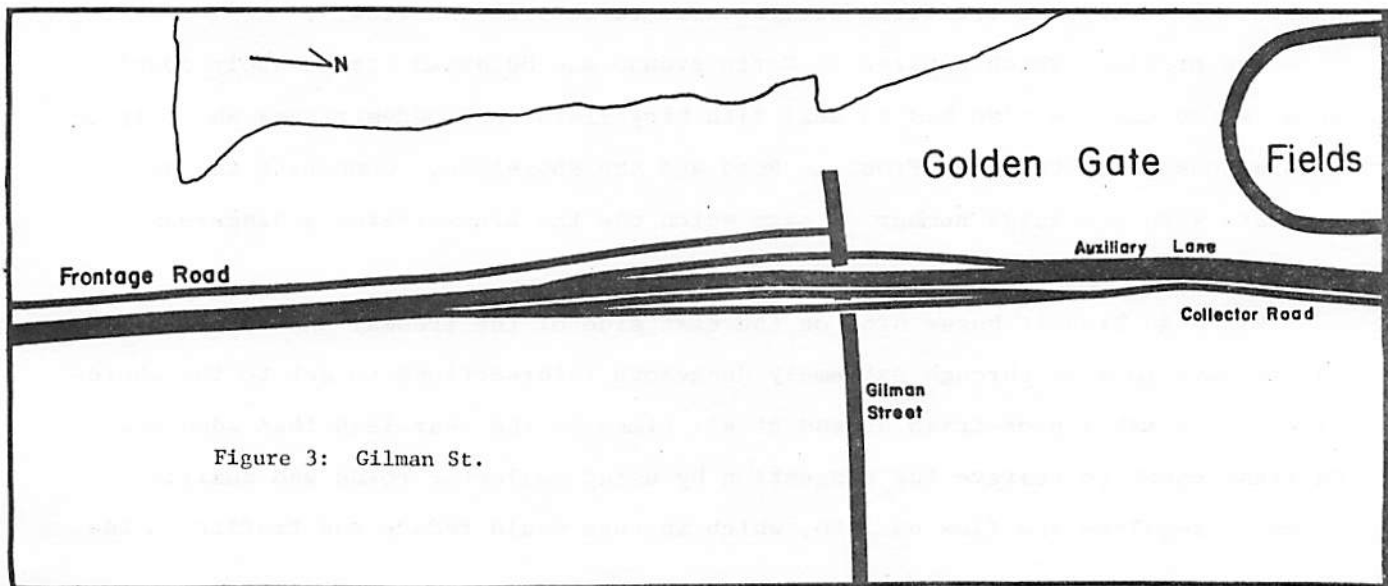 N
Golden Gate Fields
Frontage Road
Auxiliary Lane
Collector Road
Gilman
Street
Figure 3: Gilman St.